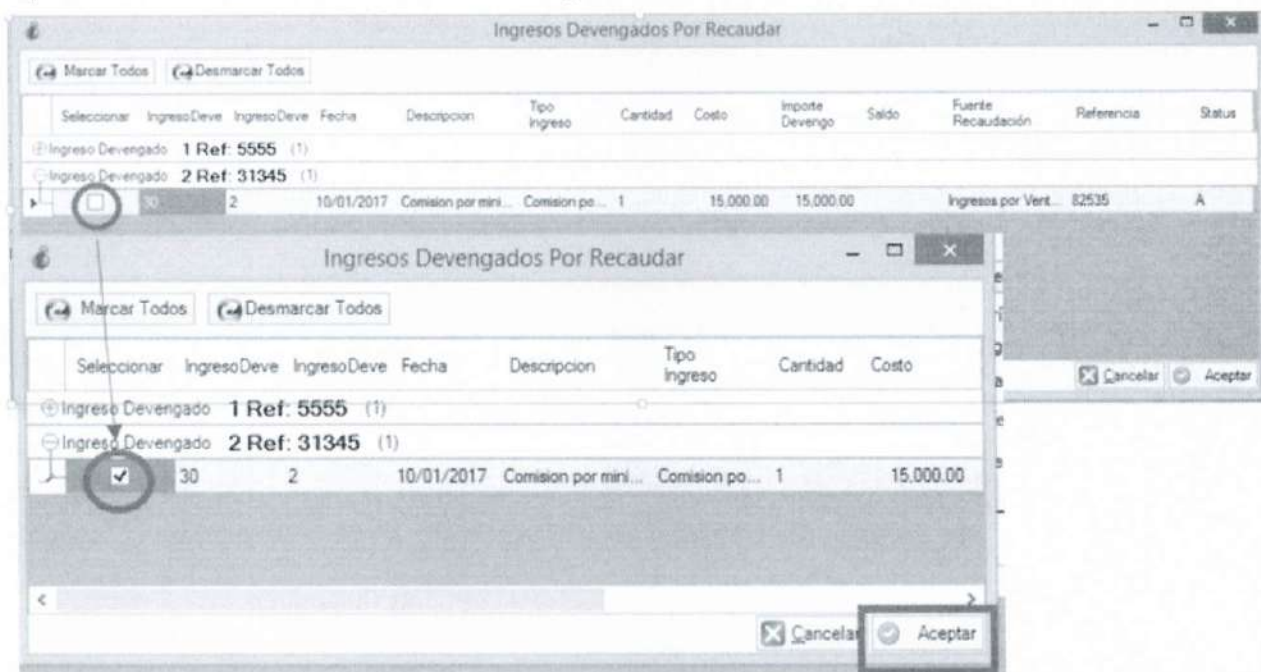 Ingresos Devengados Por Recaudar
Marcar Todos Desmarcar Todos
Seleccionar IngresoDeve IngresoDeve Fecha Descripcion Tipo Ingreso Cantidad Costo Importe Devengo Saldo Fuente Recaudación Referencia Status
Ingreso Devengado 1 Ref: 5555 (1)
Ingreso Devengado 2 Ref: 31345 (1)
30 2 10/01/2017 Comision por mini... Comision po... 1 15,000.00 15,000.00 Ingresos por Vent... 82535 A
Cancelar Aceptar
Ingresos Devengados Por Recaudar
Marcar Todos Desmarcar Todos
Seleccionar IngresoDeve IngresoDeve Fecha Descripcion Tipo Ingreso Cantidad Costo
Ingreso Devengado 1 Ref: 5555 (1)
Ingreso Devengado 2 Ref: 31345 (1)
30 2 10/01/2017 Comision por mini... Comision po... 1 15,000.00
Cancelar Aceptar